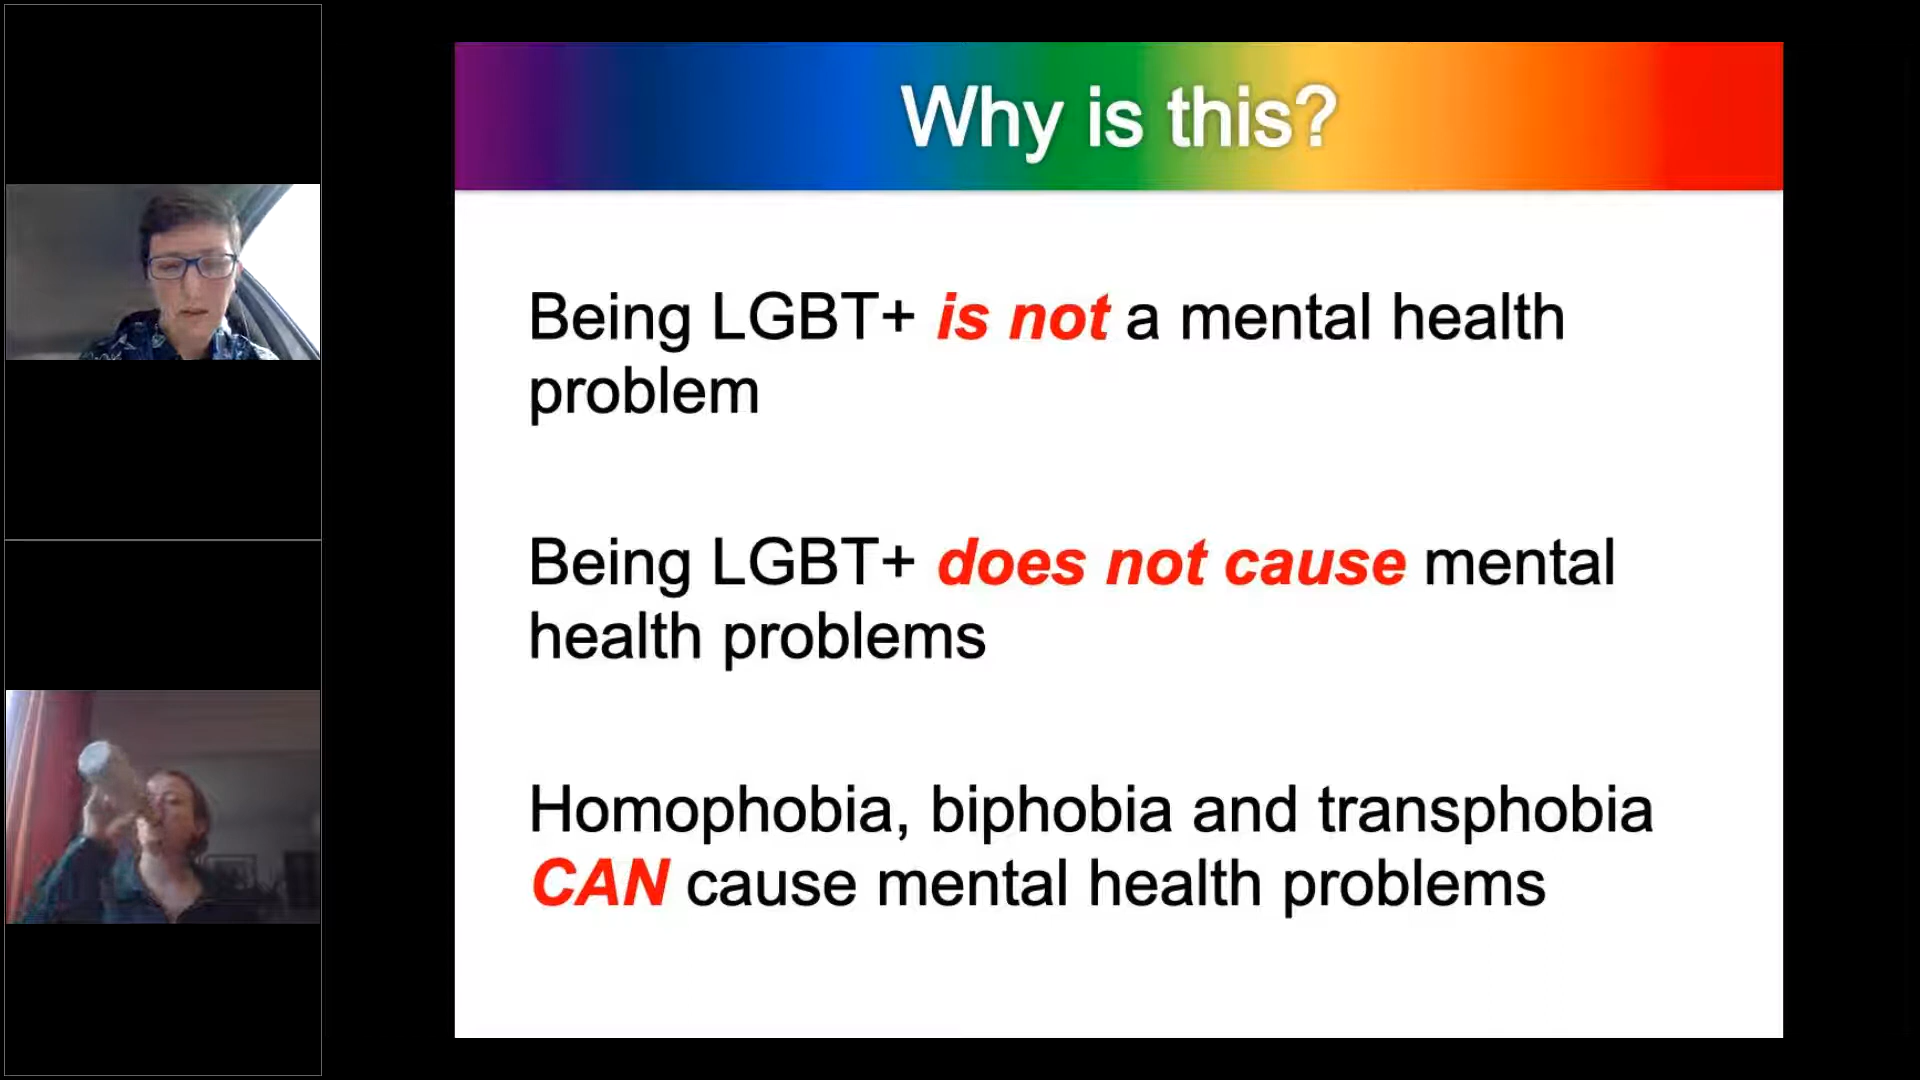 Why is this?
Being LGBT+ is not a mental health
problem
Being LGBT+ does not cause mental
health problems
Homophobia, biphobia and transphobia
CAN cause mental health problems